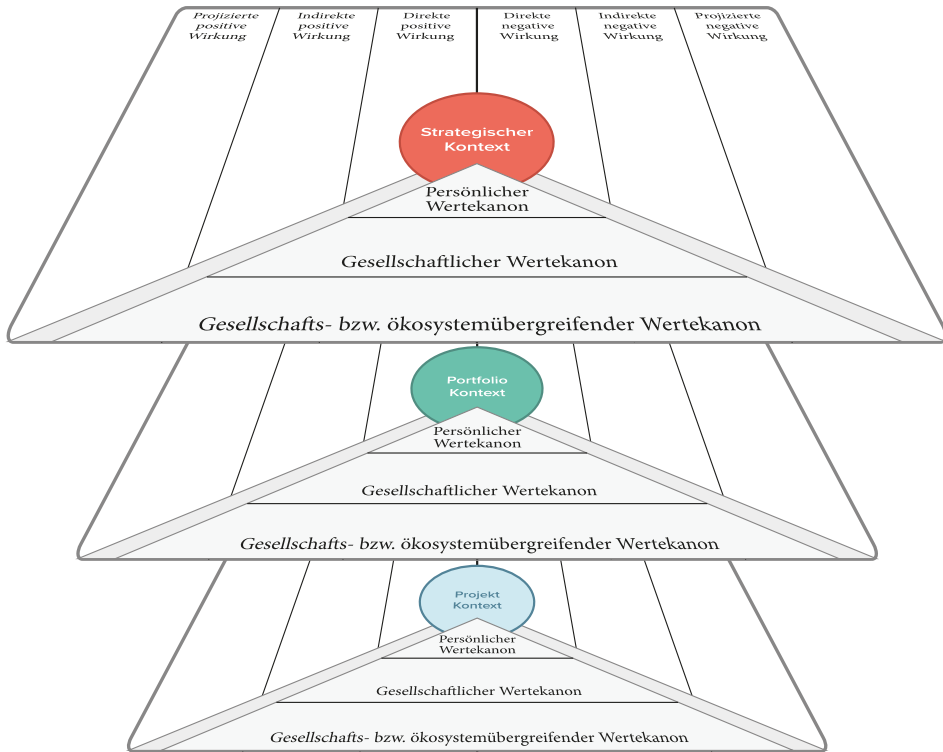 Projizierte
positive
Wirkung
Indirekte
positive
Wirkung
Direkte
positive
Wirkung
Direkte
negative
Wirkung
Indirekte
negative
Wirkung
Projizierte
negative
Wirkung
Strategischer
Kontext
Persönlicher
Wertekanon
Gesellschaftlicher Wertekanon
Gesellschafts- bzw. ökosystemübergreifender Wertekanon
Portfolio
Kontext
Persönlicher
Wertekanon
Gesellschaftlicher Wertekanon
Gesellschafts- bzw. ökosystemübergreifender Wertekanon
Projekt
Kontext
Persönlicher
Wertekanon
Gesellschaftlicher Wertekanon
Gesellschafts- bzw. ökosystemübergreifender Wertekanon